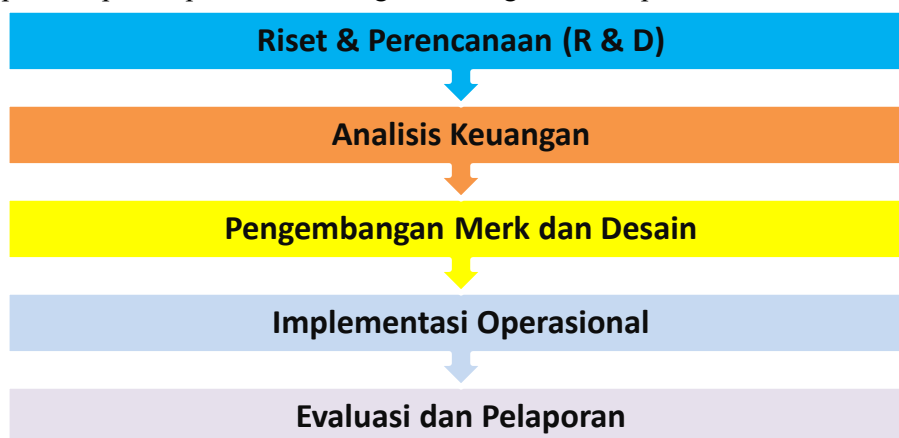 Riset & Perencanaan (R & D)
Analisis Keuangan
Pengembangan Merk dan Desain
Implementasi Operasional
Evaluasi dan Pelaporan